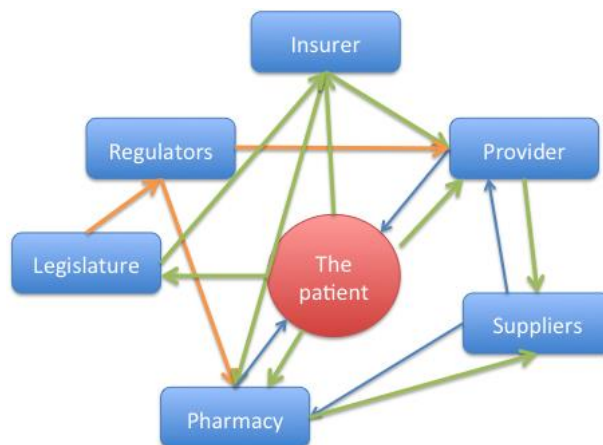 Insurer
Regulators
Provider
Legislature
The
patient
Suppliers
Pharmacy